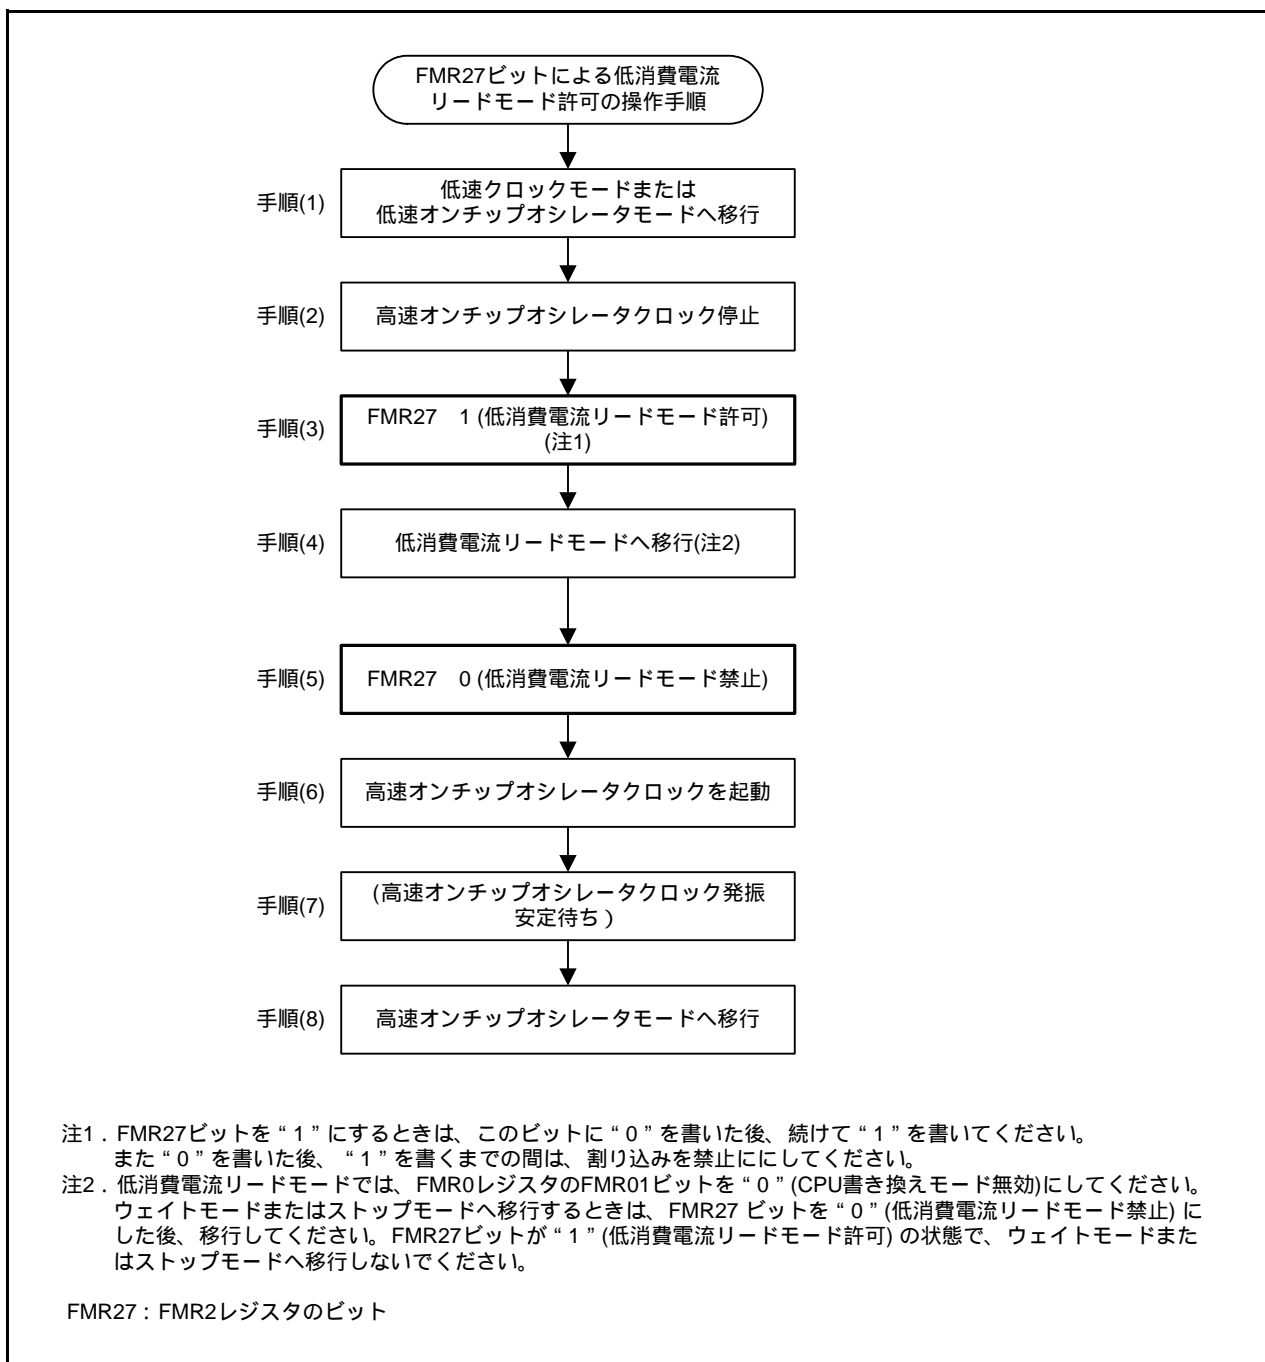 FMR27ビットによる低消費電流
リードモード許可の操作手順
手順(1)
低速クロックモードまたは
低速オンチップオシレータモードへ移行
手順(2)
高速オンチップオシレータクロック停止
手順(3)
FMR27　1 (低消費電流リードモード許可)
(注1)
手順(4)
低消費電流リードモードへ移行(注2)
手順(5)
FMR27　0 (低消費電流リードモード禁止)
手順(6)
高速オンチップオシレータクロックを起動
手順(7)
(高速オンチップオシレータクロック発振
安定待ち）
手順(8)
高速オンチップオシレータモードへ移行
注1．FMR27ビットを“1”にするときは、このビットに“0”を書いた後、続けて“1”を書いてください。
また“0”を書いた後、“1”を書くまでの間は、割り込みを禁止ににしてください。
注2．低消費電流リードモードでは、FMR0レジスタのFMR01ビットを“0”(CPU書き換えモード無効)にしてください。
ウェイトモードまたはストップモードへ移行するときは、FMR27 ビットを“0”(低消費電流リードモード禁止) に
した後、移行してください。FMR27ビットが“1”(低消費電流リードモード許可) の状態で、ウェイトモードまた
はストップモードへ移行しないでください。
FMR27：FMR2レジスタのビット